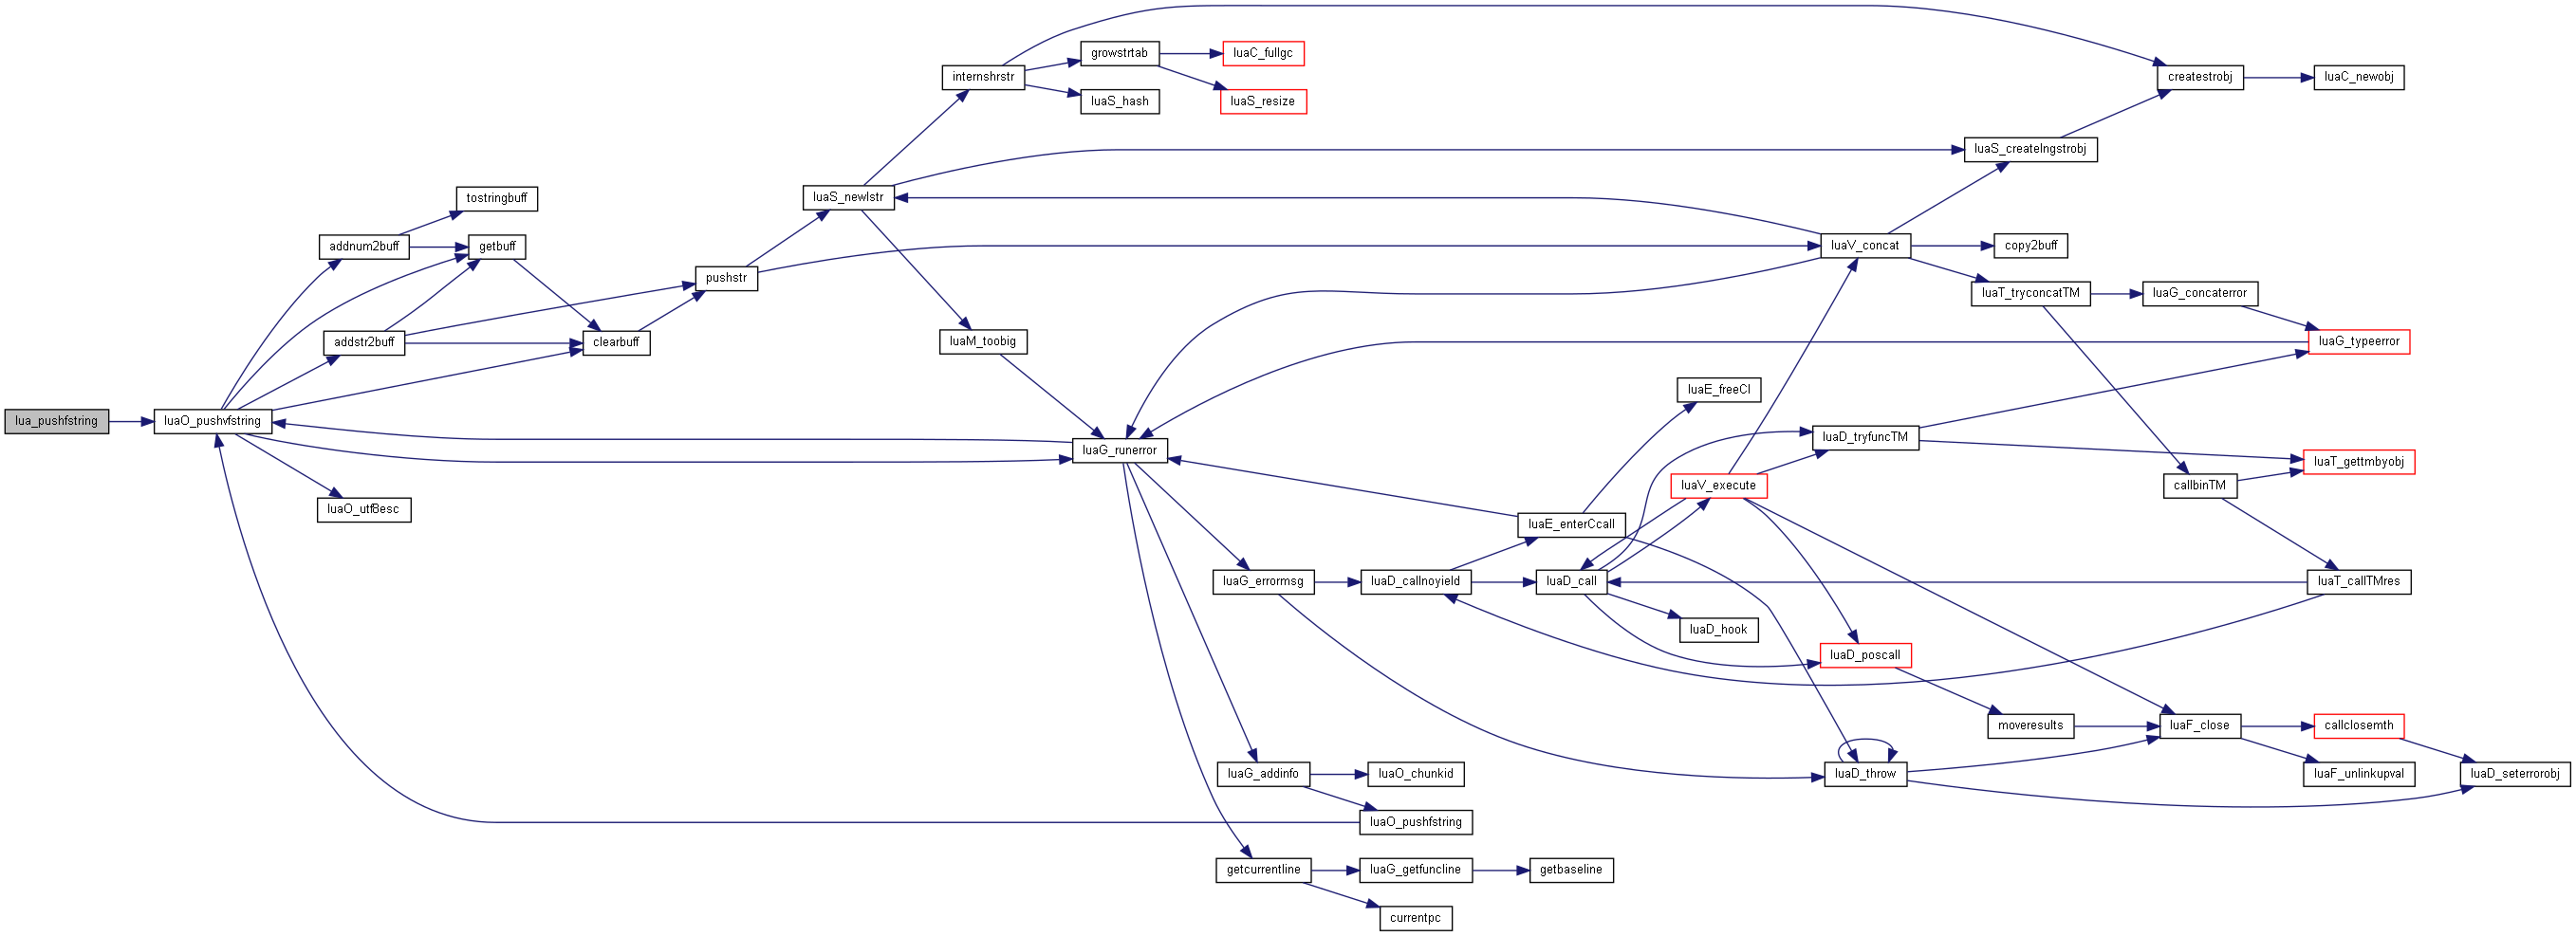 lua_pushfstring
luaO_pushvfstring
addnum2buff
tostringbuff
getbuff
addstr2buff
clearbuff
luaO_utf8esc
pushstr
luaS_newlstr
internshrstr
growstrtab
luaC_fullgc
luaS_hash
luaS_resize
luaM_toobig
luaG_runerror
luaG_errormsg
luaG_addinfo
luaO_chunkid
luaO_pushfstring
getcurrentline
luaG_getfuncline
getbaseline
currentpc
luaD_callnoyield
luaE_enterCcall
luaE_freeCI
luaD_call
luaV_execute
luaD_hook
luaD_tryfuncTM
luaD_poscall
luaD_throw
luaV_concat
createstrobj
luaC_newobj
luaS_createlngstrobj
copy2buff
luaT_tryconcatTM
luaG_concaterror
luaG_typeerror
luaT_gettmbyobj
callbinTM
luaT_callTMres
moveresults
luaF_close
callclosemth
luaF_unlinkupval
luaD_seterrorobj